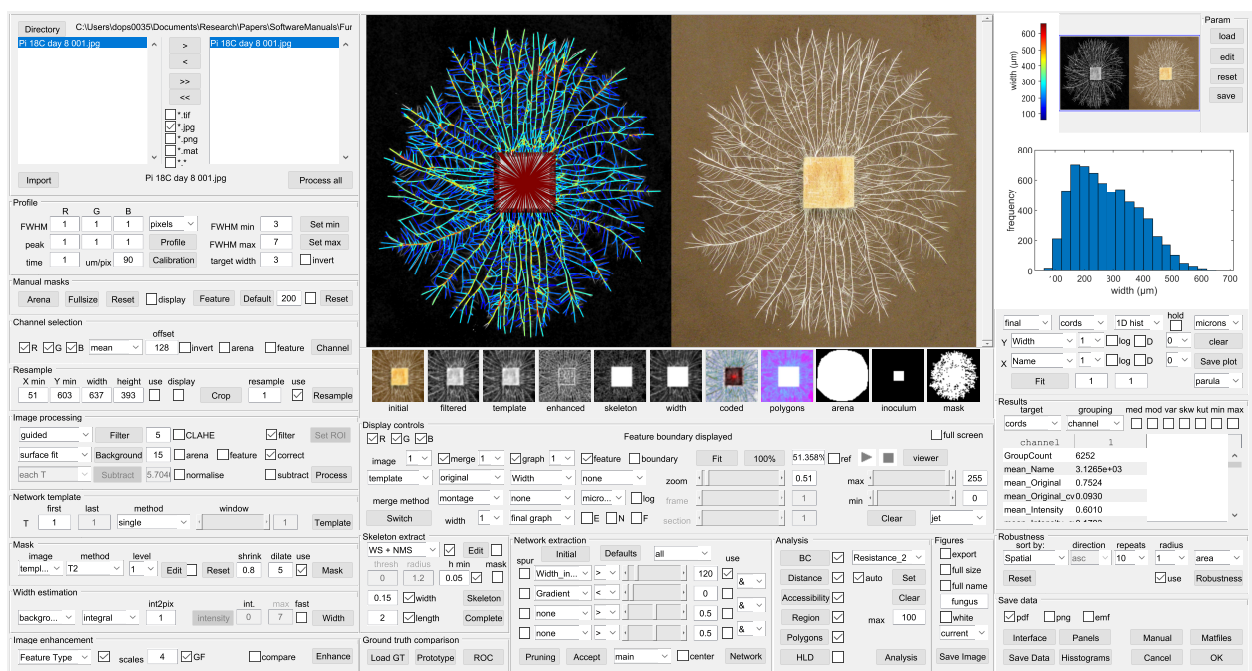 Directory C:\Users\dops0035\Documents\Research\Papers\SoftwareManuals\Fur
Pi 18C day 8 001.jpg
>
<
>>
<<
*.tif
*.jpg
*.png
*.mat
*.*
Pi 18C day 8 001.jpg
Import Pi 18C day 8 001.jpg Process all
Profile
R G B
FWHM 1 1 1 pixels FWHM min 3 Set min
peak 1 1 1 Profile FWHM max 7 Set max
time 1 um/pix 90 Calibration target width 3 invert
Manual masks
Arena Fullsize Reset display Feature Default 200 Reset
Channel selection
offset
R G B mean 128 invert arena feature Channel
Resample
X min Y min width height use display resample use
51 603 637 393 Crop 1 Resample
Image processing
guided Filter 5 CLAHE filter Set ROI
surface fit Background 15 arena feature correct
each T Subtract 5.704 normalise subtract Process
Network template
first last method window
T 1 1 single 1 Template
Mask
image method level shrink dilate use
templ... T2 1 Edit Reset 0.8 5 Mask
Width estimation
int2pix int. max fast
backgro... integral 1 intensity 0 7 Width
Image enhancement
Feature Type scales 4 GF compare Enhance
initial filtered template enhanced skeleton width coded polygons arena inoculum mask
Display controls
R G B Feature boundary displayed full screen
image 1 merge 1 graph 1 feature boundary Fit 100% 51.358% ref viewer
template original Width none zoom 0.51 max 255
merge method montage none micro... log frame 1 min 0
Switch width 1 final graph E N F section 1 Clear jet
Skeleton extract
WS + NMS Edit
thresh radius h min mask
0 1.2 0.05
0.15 width Skeleton
2 length Complete
Ground truth comparison
Load GT Prototype ROC
Network extraction
Initial Defaults all
spur use
Width_in... > 120 &
Gradient < 0
none > 0.5 &
none > 0.5
Pruning Accept main center Network
Analysis
BC Resistance_2
Distance auto Set
Accessibility Clear
Region max 100
Polygons
HLD Analysis
Figures
export
full size
full name
fungus
white
current
Save Image
width (µm)
600
500
400
300
200
100
Param
load
edit
reset
save
frequency
800
600
400
200
0
00 200 300 400 500 600 700
width (µm)
hold
final cords 1D hist microns
Y Width 1 log D 0 clear
X Name 1 log D 0 Save plot
Fit 1 1 parula
Results
target grouping med mod var skw kut min max
cords channel
channel 1
GroupCount 6252
mean_Name 3.1265e+03
mean_Original 0.7524
mean_Original_cv 0.0930
mean_Intensity 0.6010
Robustness
sort by: direction repeats radius
Spatial asc 10 1 area
Reset use Robustness
Save data
pdf png emf
Interface Panels Manual Matfiles
Save Data Histograms Cancel OK